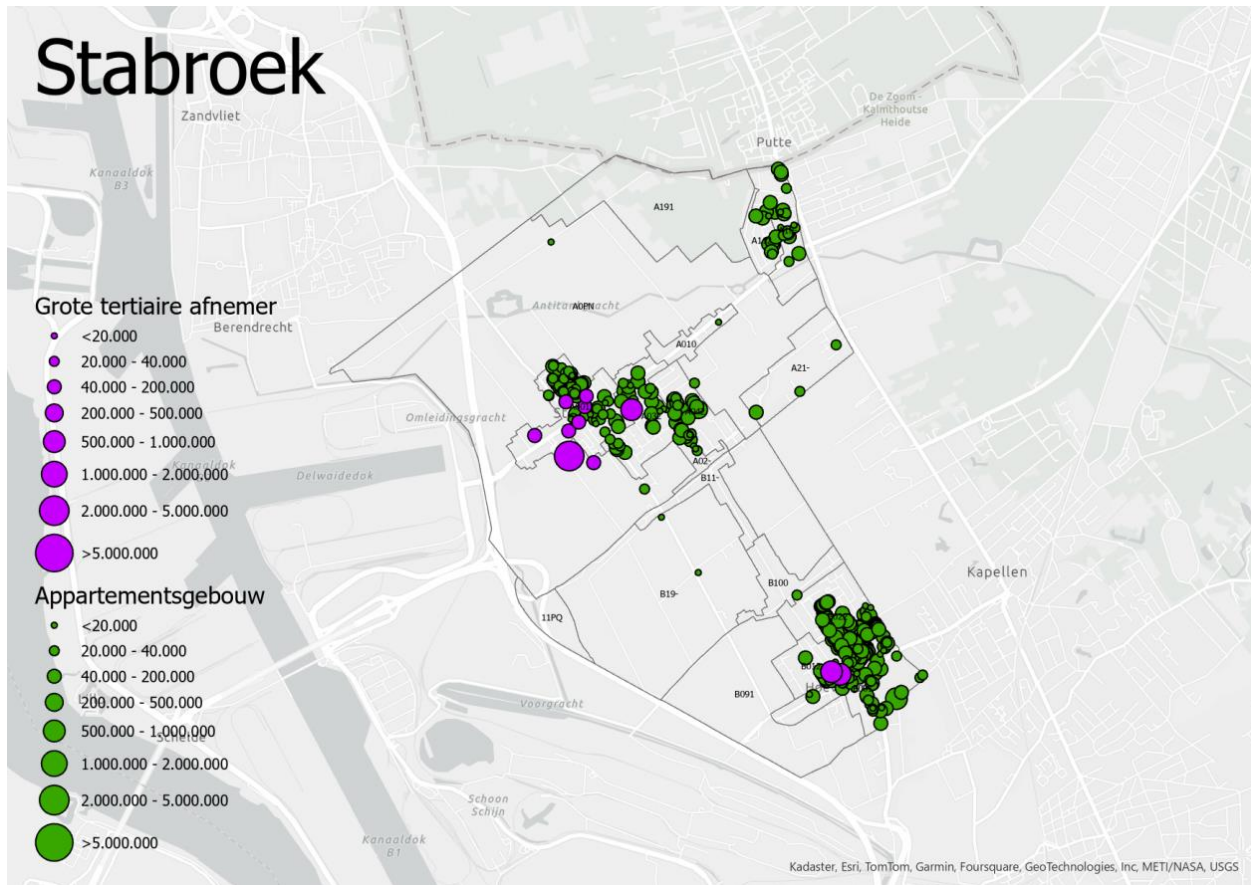 Stabroek
Zandvliet
De Zoom -
Kalmthoutse
Heide
Putte
Kanaaldok
B3
A191
Grote tertiaire afnemer
<20.000
20.000 - 40.000
40.000 - 200.000
200.000 - 500.000
500.000 - 1.000.000
1.000.000 - 2.000.000
2.000.000 - 5.000.000
>5.000.000
Berendrecht
A0PN
A010
A21-
Omleidingsgracht
Kanaaldok
Delwaidedok
A02-
B11-
Kapellen
B100
B19-
11PQ
B091
Voorgracht
Appartementsgebouw
<20.000
20.000 - 40.000
40.000 - 200.000
200.000 - 500.000
500.000 - 1.000.000
1.000.000 - 2.000.000
2.000.000 - 5.000.000
>5.000.000
Schelde
Schoon
Schijn
Kanaaldok
B1
Kadaster, Esri, TomTom, Garmin, Foursquare, GeoTechnologies, Inc, METI/NASA, USGS